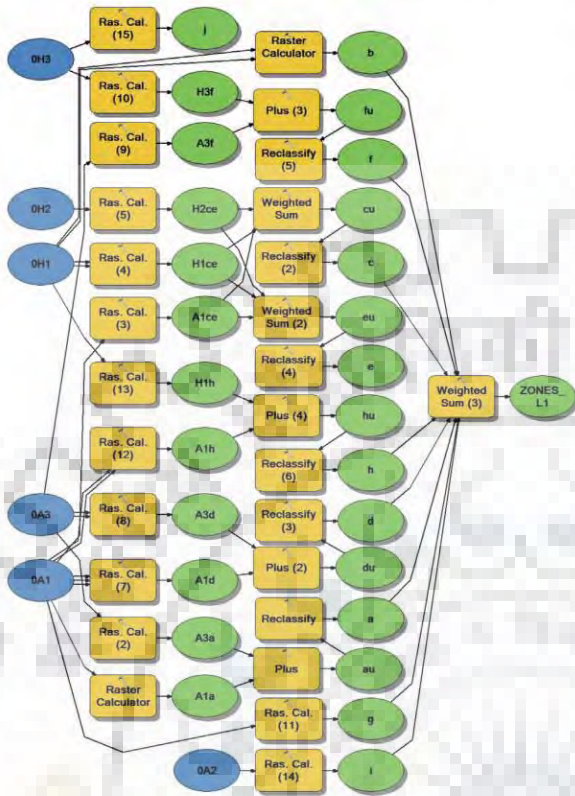 0H3
Ras. Cal.
(15)
j
Raster
Calculator
b
Ras. Cal.
(10)
H3f
Plus (3)
fu
Ras. Cal.
(9)
A3f
Reclassify
(5)
f
0H2
Ras. Cal.
(5)
H2ce
Weighted
Sum
cu
0H1
Ras. Cal.
(4)
H1ce
Reclassify
(2)
c
Ras. Cal.
(3)
A1ce
Weighted
Sum (2)
eu
Reclassify
(4)
e
Ras. Cal.
(13)
H1h
Plus (4)
hu
Weighted
Sum (3)
ZONES_
L1
Ras. Cal.
(12)
A1h
Reclassify
(6)
h
0A3
Ras. Cal.
(8)
A3d
Reclassify
(3)
d
0A1
Ras. Cal.
(7)
A1d
Plus (2)
du
Reclassify
a
Ras. Cal.
(2)
A3a
Plus
au
Raster
Calculator
A1a
Ras. Cal.
(11)
g
0A2
Ras. Cal.
(14)
i